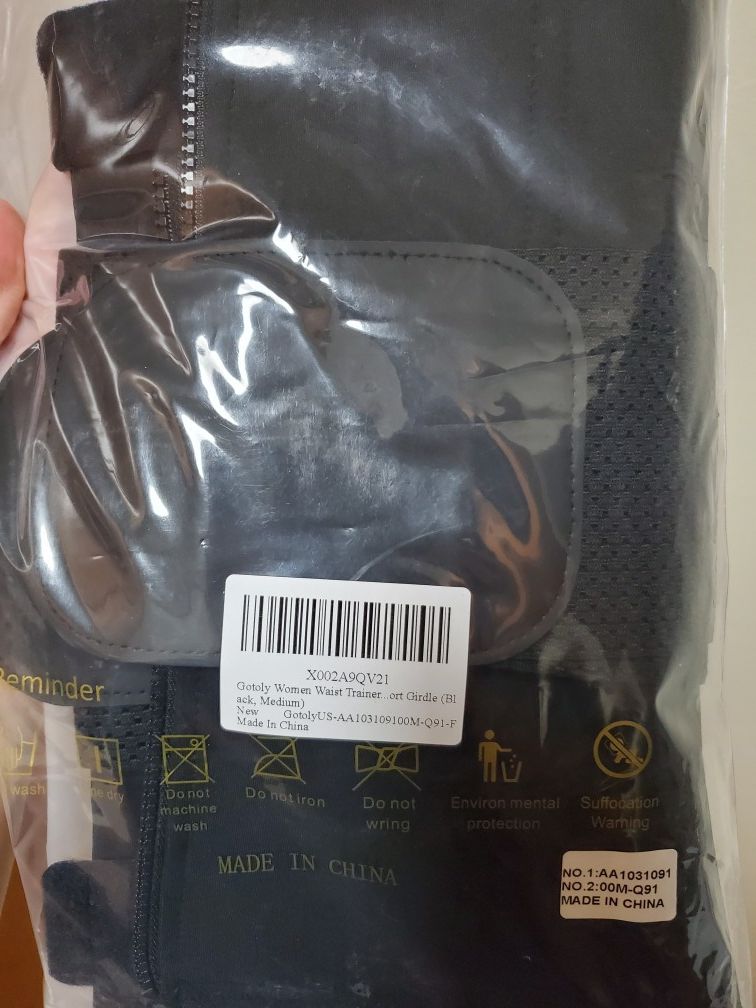 X002A9QV21
Gotoly Women Waist Trainer...ort Girdle (Bl
ack, Medium)
New GotolyUS-AA103109100M-Q91-F
Made In China
Reminder
wash
dry
Do not
machine
wash
Do not iron
Do not
wring
Environ mental
protection
Suffocation
Warning
MADE IN CHINA
NO.1:AA1031091
NO.2:00M-Q91
MADE IN CHINA